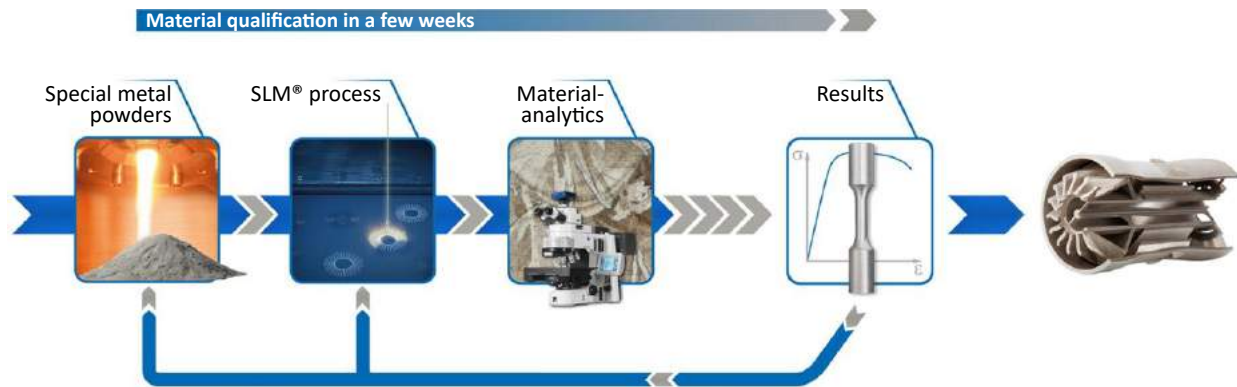 Material qualification in a few weeks
Special metal
powders
SLM® process
Material-
analytics
Results
σ
ε